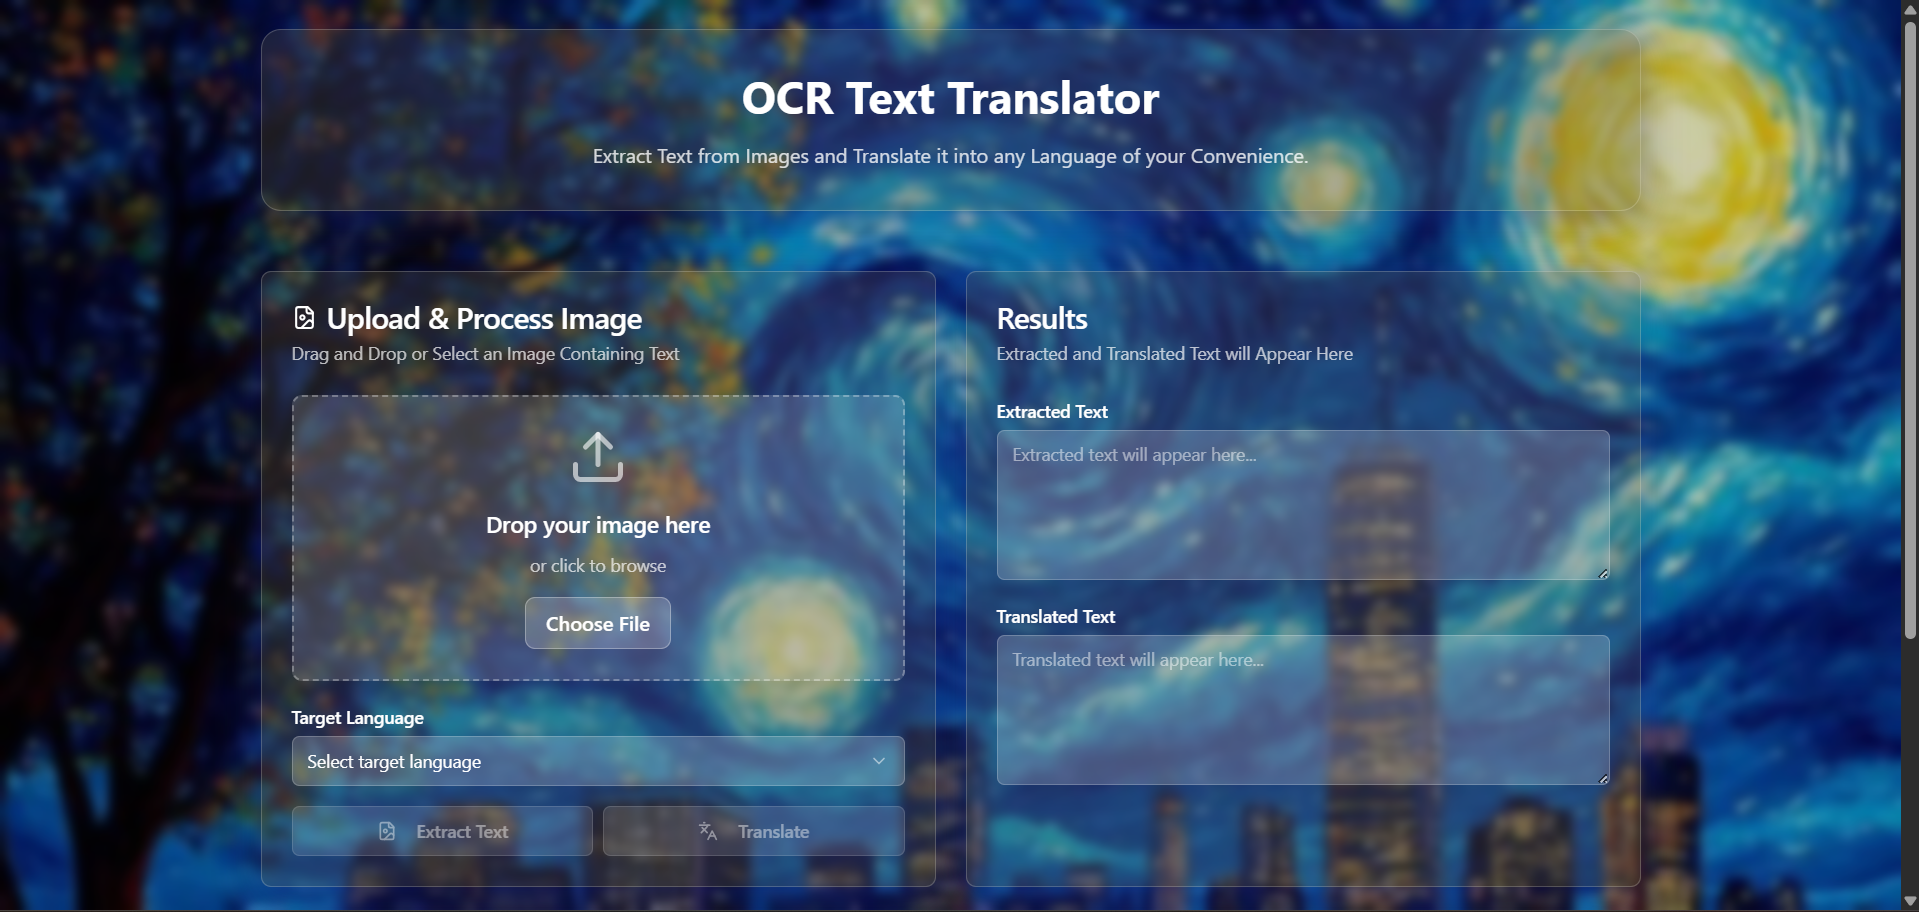 OCR Text Translator
Extract Text from Images and Translate it into any Language of your Convenience.
Upload & Process Image
Drag and Drop or Select an Image Containing Text
Drop your image here
or click to browse
Choose File
Target Language
Select target language
Extract Text
Translate
Results
Extracted and Translated Text will Appear Here
Extracted Text
Extracted text will appear here...
Translated Text
Translated text will appear here...